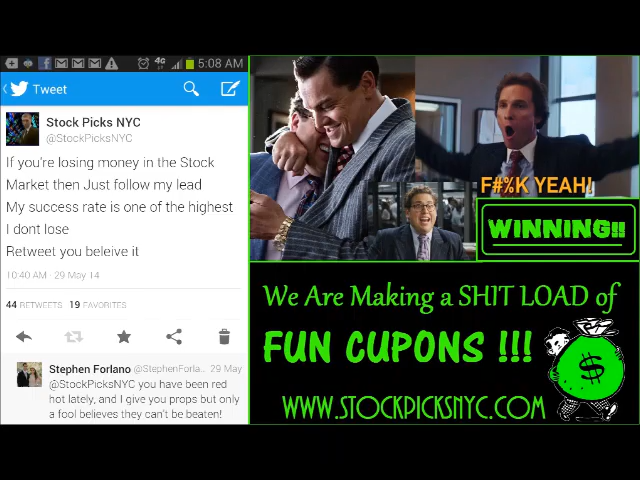 4G 5:08 AM
Tweet
Stock Picks NYC
@StockPicksNYC
If you're losing money in the Stock
Market then Just follow my lead
My success rate is one of the highest
I dont lose
Retweet you beleive it
10:40 AM · 29 May 14
44 RETWEETS 19 FAVORITES
Stephen Forlano @StephenForla... 29 May
@StockPicksNYC you have been red
hot lately, and I give you props but only
a fool believes they can't be beaten!
F#%K YEAH!
WINNING!!
We Are Making a SHIT LOAD of
FUN CUPONS !!!
$
WWW.STOCKPICKSNYC.COM